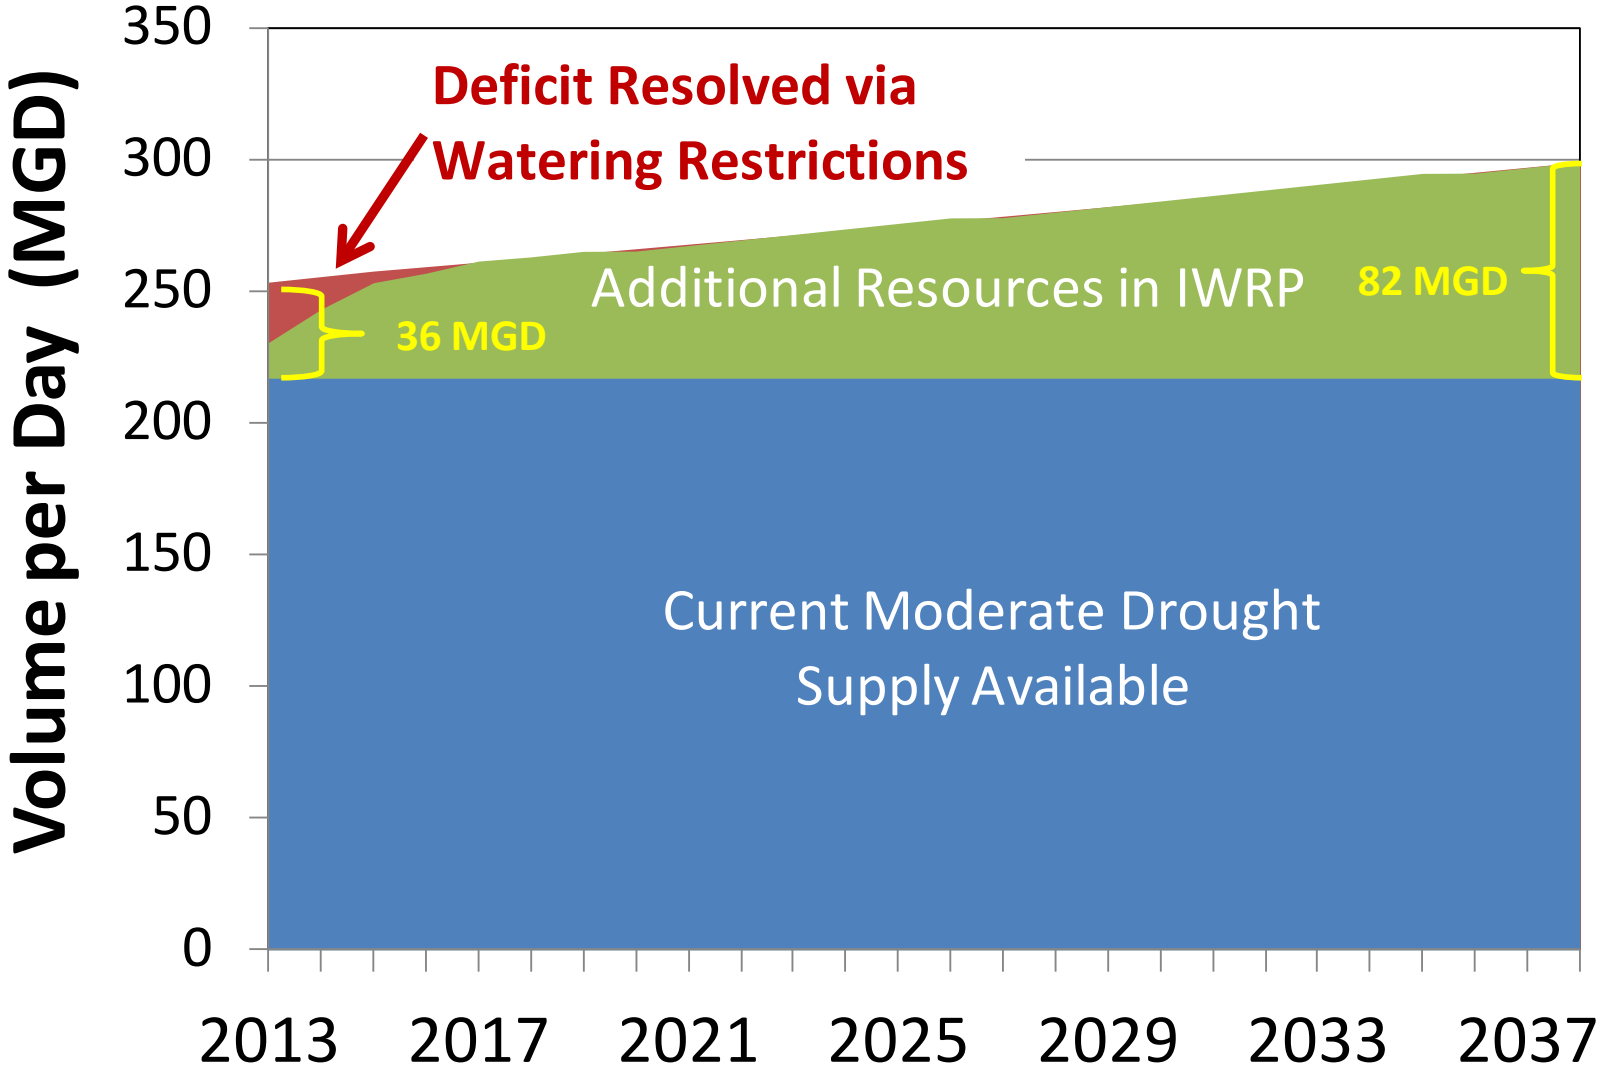 Volume per Day (MGD)
350
300
250
200
150
100
50
0
Deficit Resolved via
Watering Restrictions
Additional Resources in IWRP
36 MGD
82 MGD
Current Moderate Drought
Supply Available
2013 2017 2021 2025 2029 2033 2037